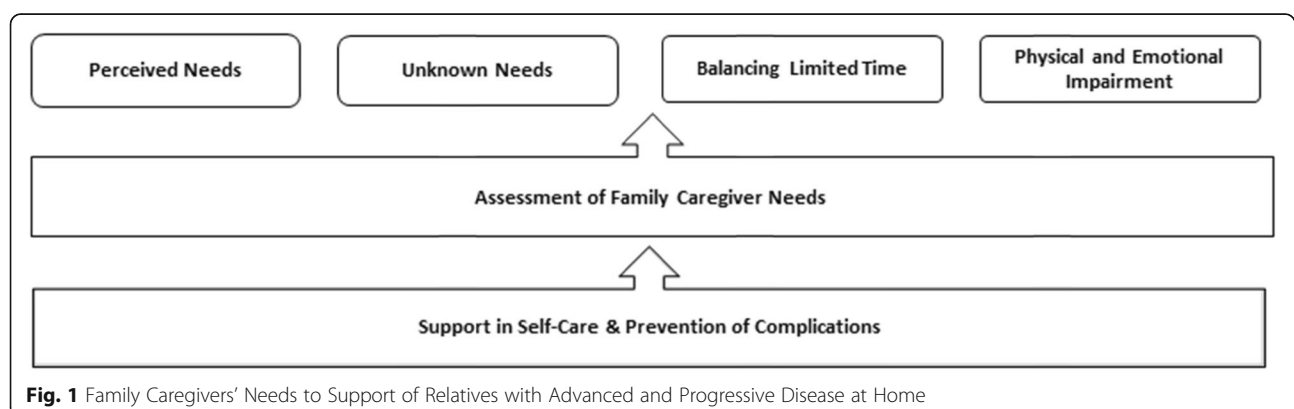 Perceived Needs
Unknown Needs
Balancing Limited Time
Physical and Emotional
Impairment
Assessment of Family Caregiver Needs
Support in Self-Care & Prevention of Complications
Fig. 1 Family Caregivers’ Needs to Support of Relatives with Advanced and Progressive Disease at Home